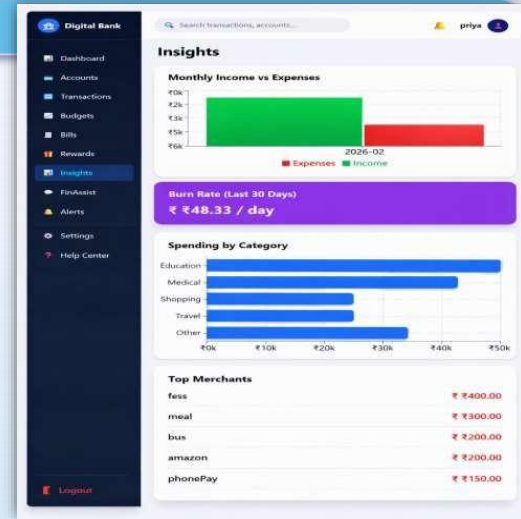 Digital Bank
Search transactions, accounts...
priya
Dashboard
Accounts
Transactions
Budgets
Bills
Rewards
Insights
FinAssist
Alerts
Settings
Help Center
Logout
Insights
Monthly Income vs Expenses
₹0k
₹2k
₹3k
₹5k
₹6k
2026-02
Expenses Income
Burn Rate (Last 30 Days)
₹ ₹48.33 / day
Spending by Category
Education
Medical
Shopping
Travel
Other
₹0k ₹10k ₹20k ₹30k ₹40k ₹50k
Top Merchants
fess ₹ ₹400.00
meal ₹ ₹300.00
bus ₹ ₹200.00
amazon ₹ ₹200.00
phonePay ₹ ₹150.00